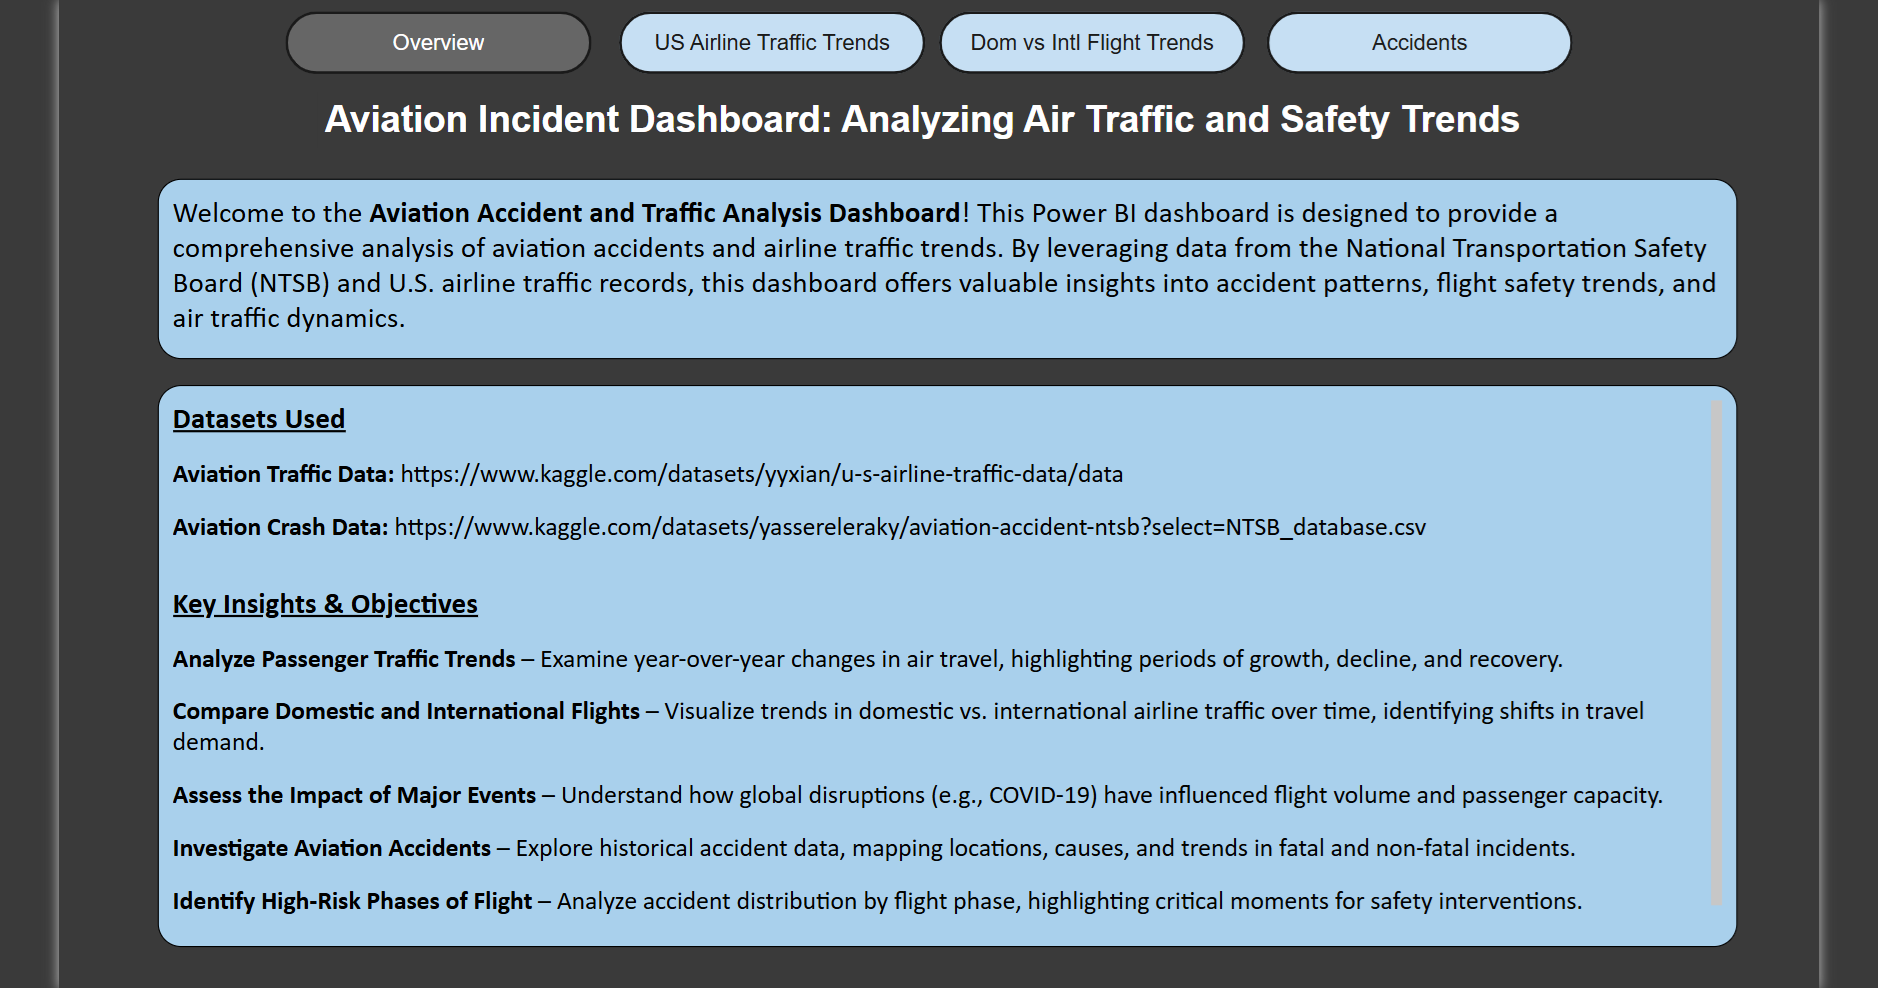 Overview
US Airline Traffic Trends
Dom vs Intl Flight Trends
Accidents
Aviation Incident Dashboard: Analyzing Air Traffic and Safety Trends
Welcome to the Aviation Accident and Traffic Analysis Dashboard! This Power BI dashboard is designed to provide a
comprehensive analysis of aviation accidents and airline traffic trends. By leveraging data from the National Transportation Safety
Board (NTSB) and U.S. airline traffic records, this dashboard offers valuable insights into accident patterns, flight safety trends, and
air traffic dynamics.
Datasets Used
Aviation Traffic Data: https://www.kaggle.com/datasets/yyxian/u-s-airline-traffic-data/data
Aviation Crash Data: https://www.kaggle.com/datasets/yassereleraky/aviation-accident-ntsb?select=NTSB_database.csv
Key Insights & Objectives
Analyze Passenger Traffic Trends – Examine year-over-year changes in air travel, highlighting periods of growth, decline, and recovery.
Compare Domestic and International Flights – Visualize trends in domestic vs. international airline traffic over time, identifying shifts in travel
demand.
Assess the Impact of Major Events – Understand how global disruptions (e.g., COVID-19) have influenced flight volume and passenger capacity.
Investigate Aviation Accidents – Explore historical accident data, mapping locations, causes, and trends in fatal and non-fatal incidents.
Identify High-Risk Phases of Flight – Analyze accident distribution by flight phase, highlighting critical moments for safety interventions.